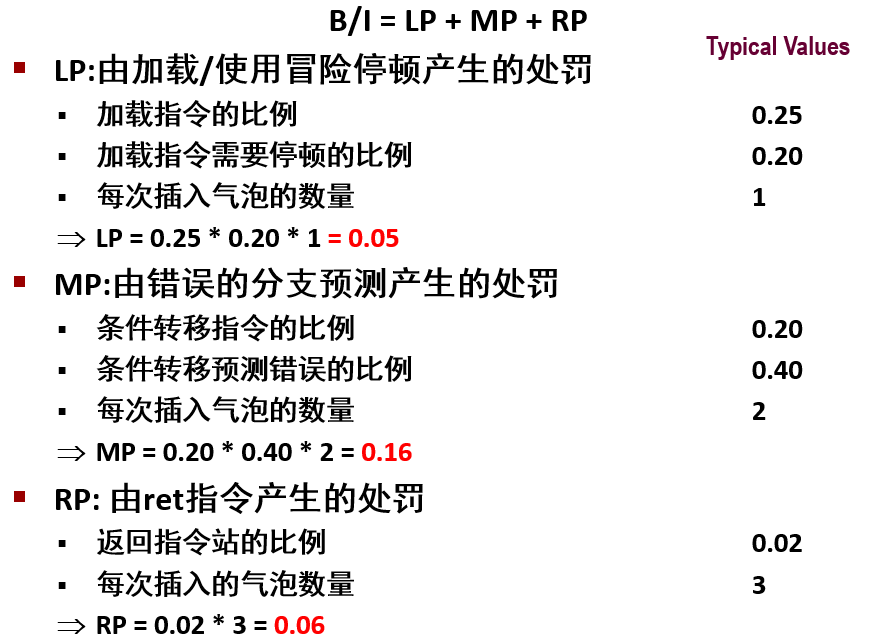 B/I = LP + MP + RP
Typical Values
LP:由加载/使用冒险停顿产生的处罚
加载指令的比例 0.25
加载指令需要停顿的比例 0.20
每次插入气泡的数量 1
⇒ LP = 0.25 * 0.20 * 1 = 0.05
MP:由错误的分支预测产生的处罚
条件转移指令的比例 0.20
条件转移预测错误的比例 0.40
每次插入气泡的数量 2
⇒ MP = 0.20 * 0.40 * 2 = 0.16
RP: 由ret指令产生的处罚
返回指令站的比例 0.02
每次插入的气泡数量 3
⇒ RP = 0.02 * 3 = 0.06